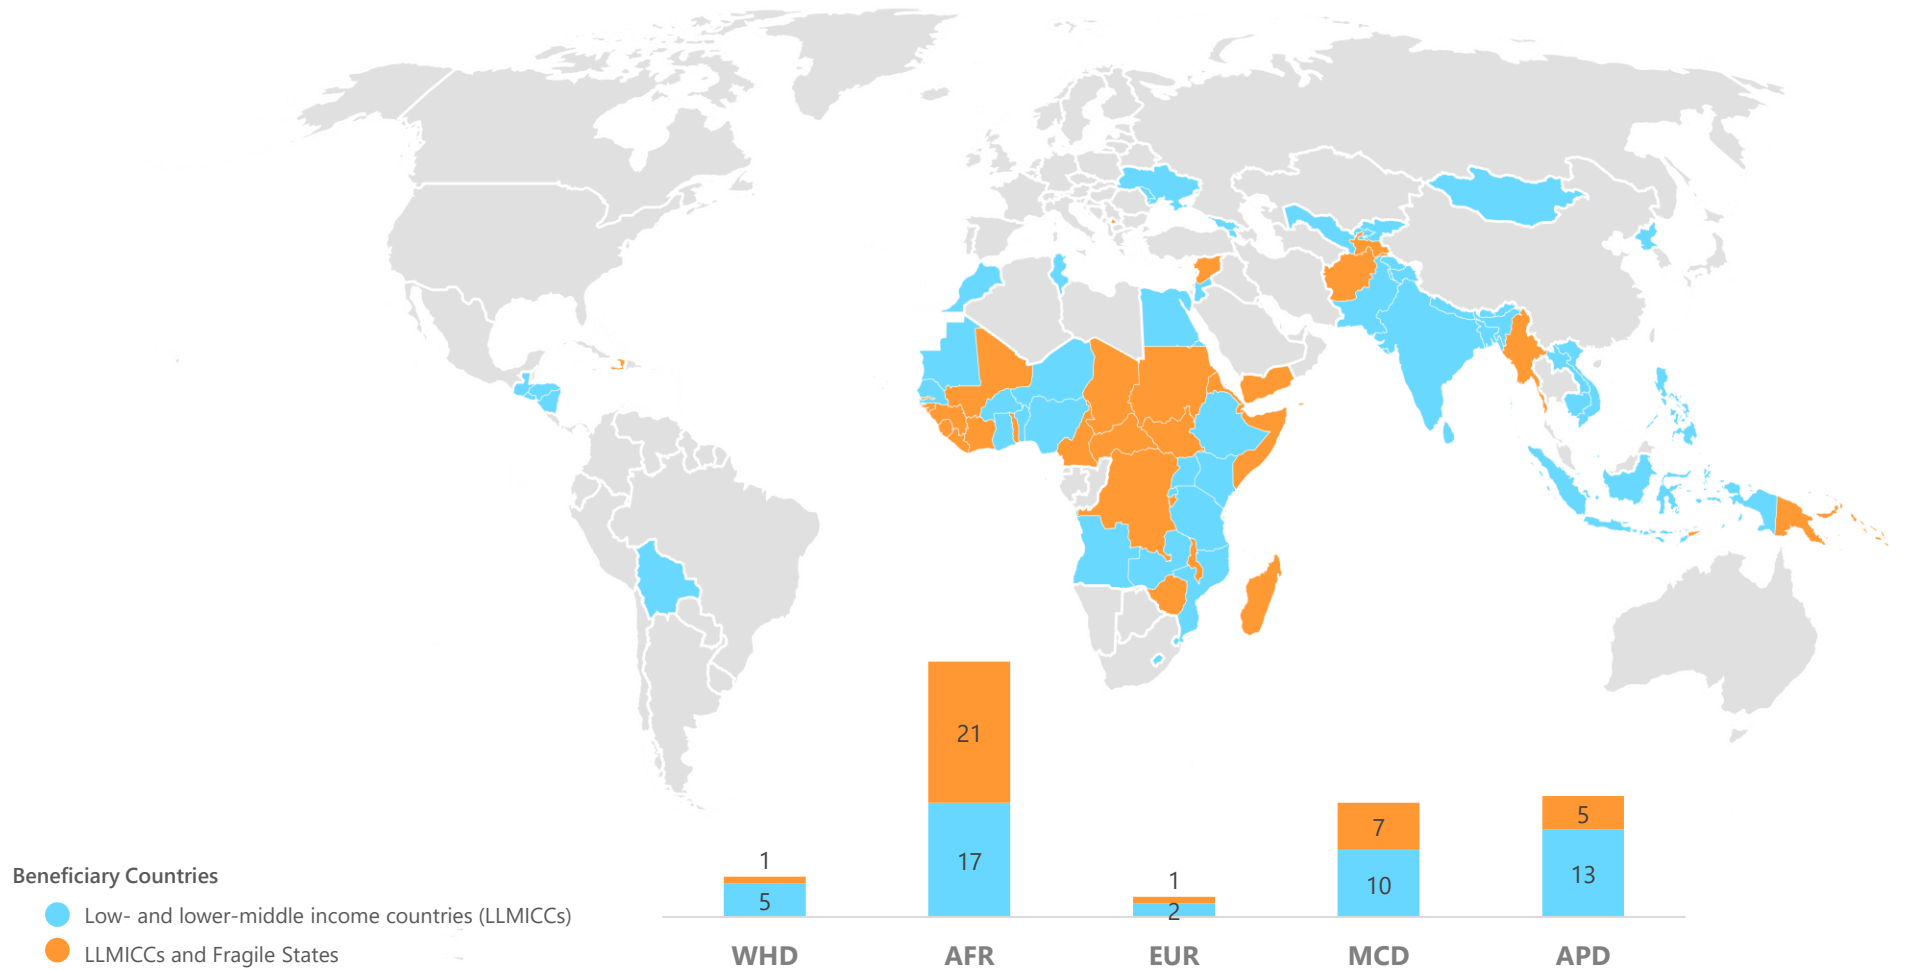 21
7
5
1
17
1
10
13
5
2
Beneficiary Countries
Low- and lower-middle income countries (LLMICCs)
LLMICCs and Fragile States
WHD
AFR
EUR
MCD
APD